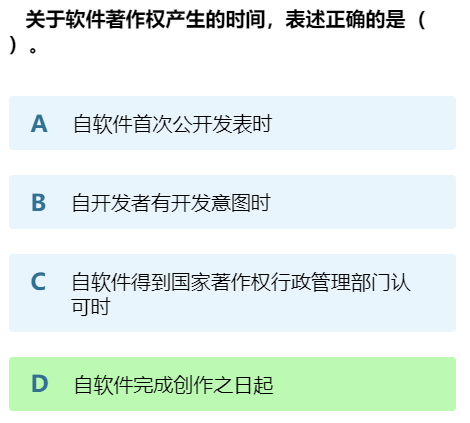 关于软件著作权产生的时间，表述正确的是（
）。
A 自软件首次公开发表时
B 自开发者有开发意图时
C 自软件得到国家著作权行政管理部门认
可时
D 自软件完成创作之日起